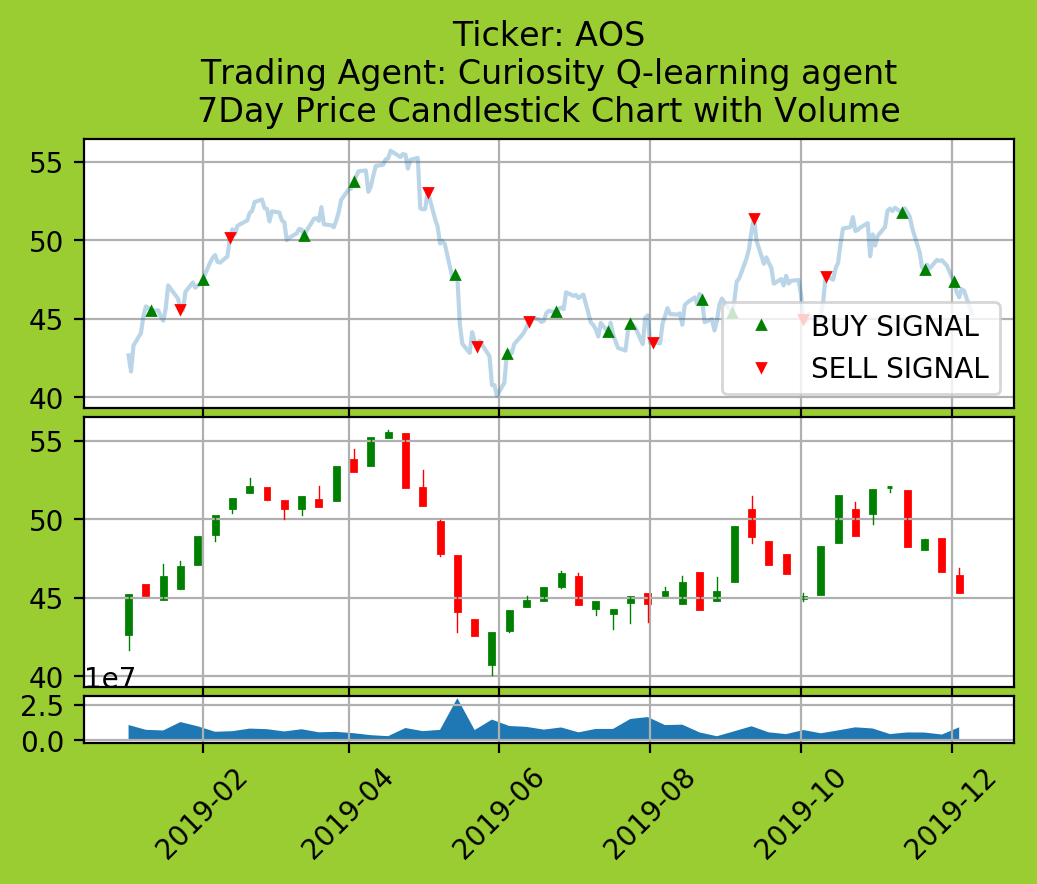 Ticker: AOS
Trading Agent: Curiosity Q-learning agent
7Day Price Candlestick Chart with Volume
55
50
45
40
BUY SIGNAL
SELL SIGNAL
55
50
45
40
1e7
2.5
0.0
2019-02
2019-04
2019-06
2019-08
2019-10
2019-12